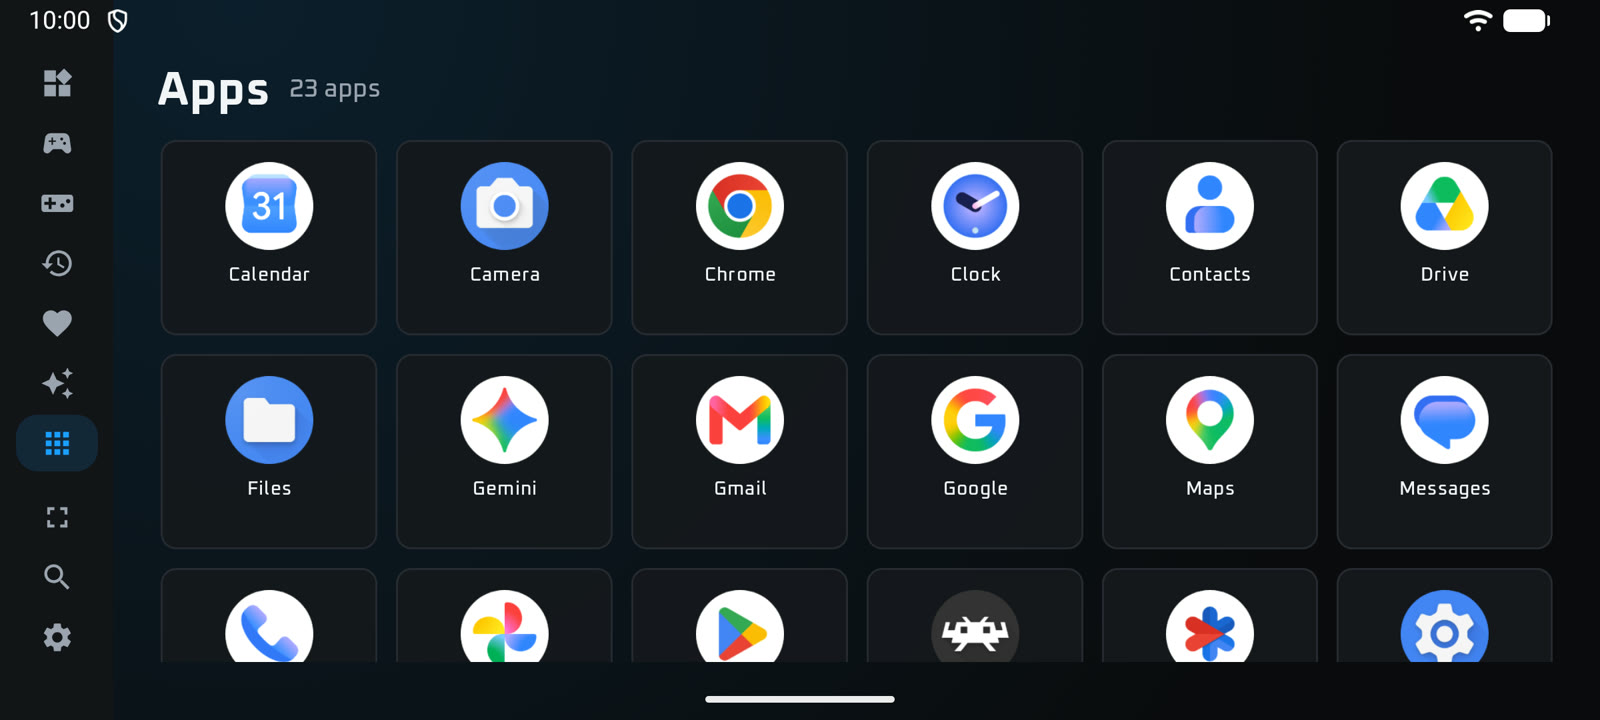 10:00
Apps 23 apps
31
Calendar Camera Chrome Clock Contacts Drive
Files Gemini Gmail Google Maps Messages